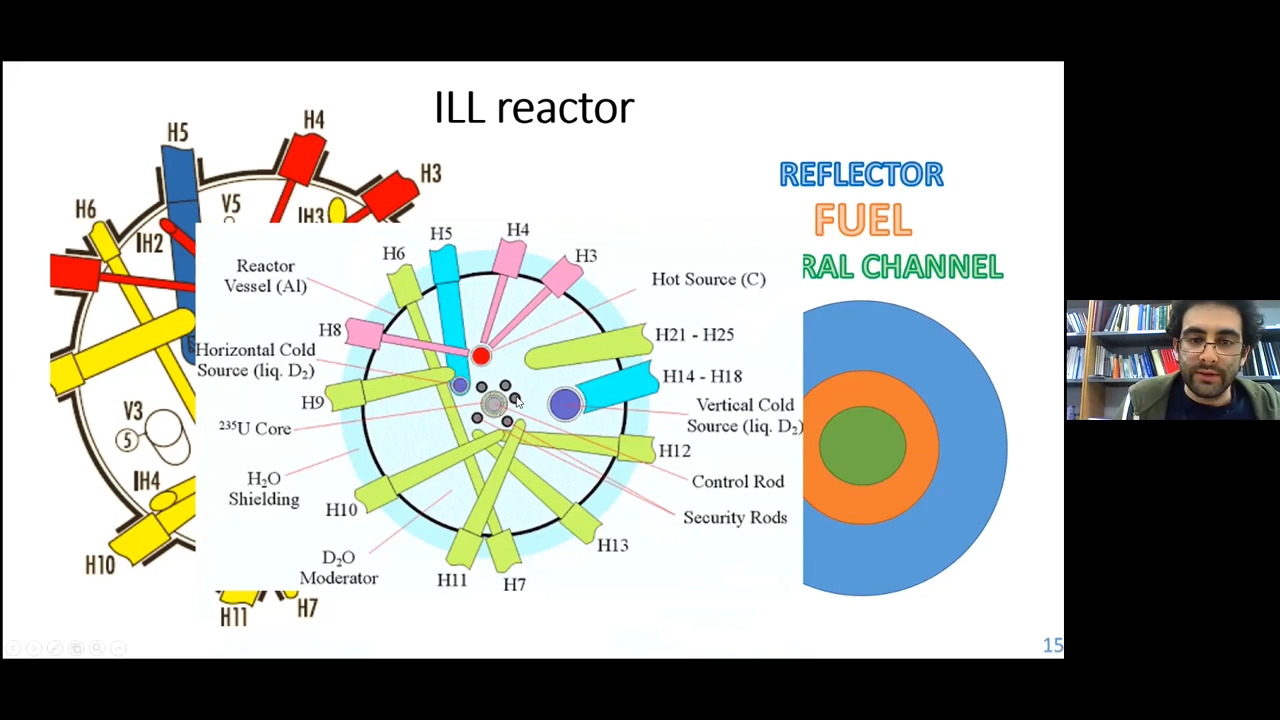 ILL reactor
H4
H5
H3
H6
V5
IH3
IH2
V3
5
IH4
H10
H11
H7
REFLECTOR
FUEL
RAL CHANNEL
H4
H5
H3
H6
Reactor
Vessel (Al)
Hot Source (C)
H8
H21 - H25
Horizontal Cold
Source (liq. D₂)
H14 - H18
H9
Vertical Cold
Source (liq. D₂)
²³⁵U Core
H12
H₂O
Shielding
Control Rod
H10
Security Rods
H13
D₂O
Moderator
H11
H7
15